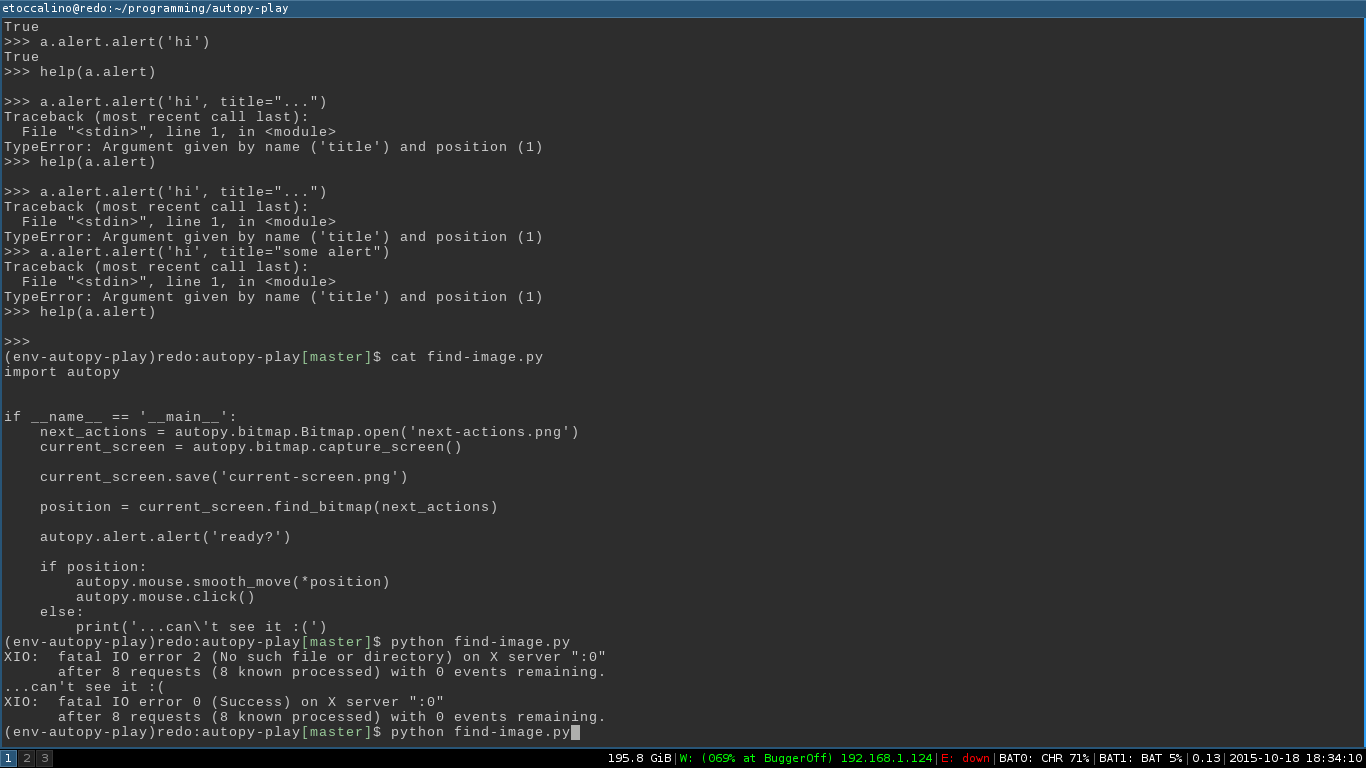 etoccalino@redo:~/programming/autopy-play
True
>>> a.alert.alert('hi')
True
>>> help(a.alert)

>>> a.alert.alert('hi', title="...")
Traceback (most recent call last):
  File "<stdin>", line 1, in <module>
TypeError: Argument given by name ('title') and position (1)
>>> help(a.alert)

>>> a.alert.alert('hi', title="...")
Traceback (most recent call last):
  File "<stdin>", line 1, in <module>
TypeError: Argument given by name ('title') and position (1)
>>> a.alert.alert('hi', title="some alert")
Traceback (most recent call last):
  File "<stdin>", line 1, in <module>
TypeError: Argument given by name ('title') and position (1)
>>> help(a.alert)

>>>
(env-autopy-play)redo:autopy-play[master]$ cat find-image.py
import autopy


if __name__ == '__main__':
    next_actions = autopy.bitmap.Bitmap.open('next-actions.png')
    current_screen = autopy.bitmap.capture_screen()

    current_screen.save('current-screen.png')

    position = current_screen.find_bitmap(next_actions)

    autopy.alert.alert('ready?')

    if position:
        autopy.mouse.smooth_move(*position)
        autopy.mouse.click()
    else:
        print('...can\'t see it :(')
(env-autopy-play)redo:autopy-play[master]$ python find-image.py
XIO:  fatal IO error 2 (No such file or directory) on X server ":0"
      after 8 requests (8 known processed) with 0 events remaining.
...can't see it :(
XIO:  fatal IO error 0 (Success) on X server ":0"
      after 8 requests (8 known processed) with 0 events remaining.
(env-autopy-play)redo:autopy-play[master]$ python find-image.py
1 2 3 195.8 GiB|W: (069% at BuggerOff) 192.168.1.124|E: down|BAT0: CHR 71%|BAT1: BAT 5%|0.13|2015-10-18 18:34:10